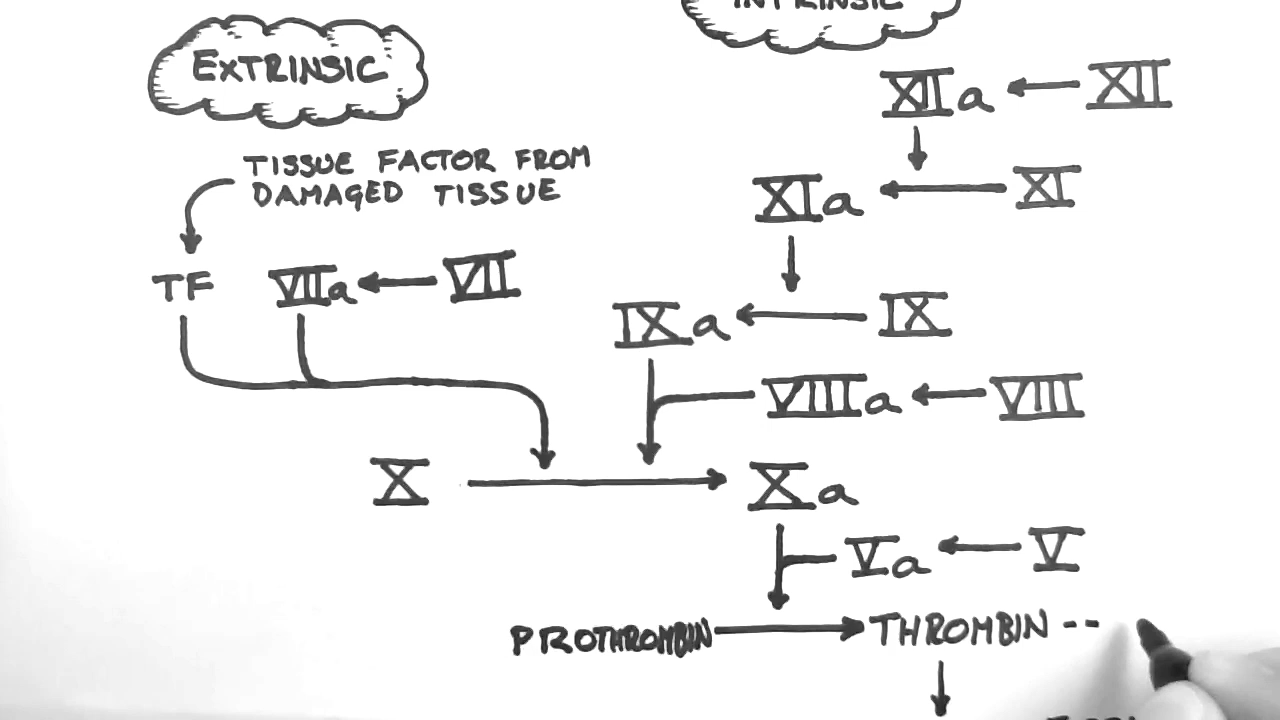 INTRINSIC
EXTRINSIC
XIIa ← XII
TISSUE FACTOR FROM
DAMAGED TISSUE
XIa ← XI
TF VIIa ← VII
IXa ← IX
VIIIa ← VIII
X → Xa
Va ← V
PROTHROMBIN → THROMBIN --